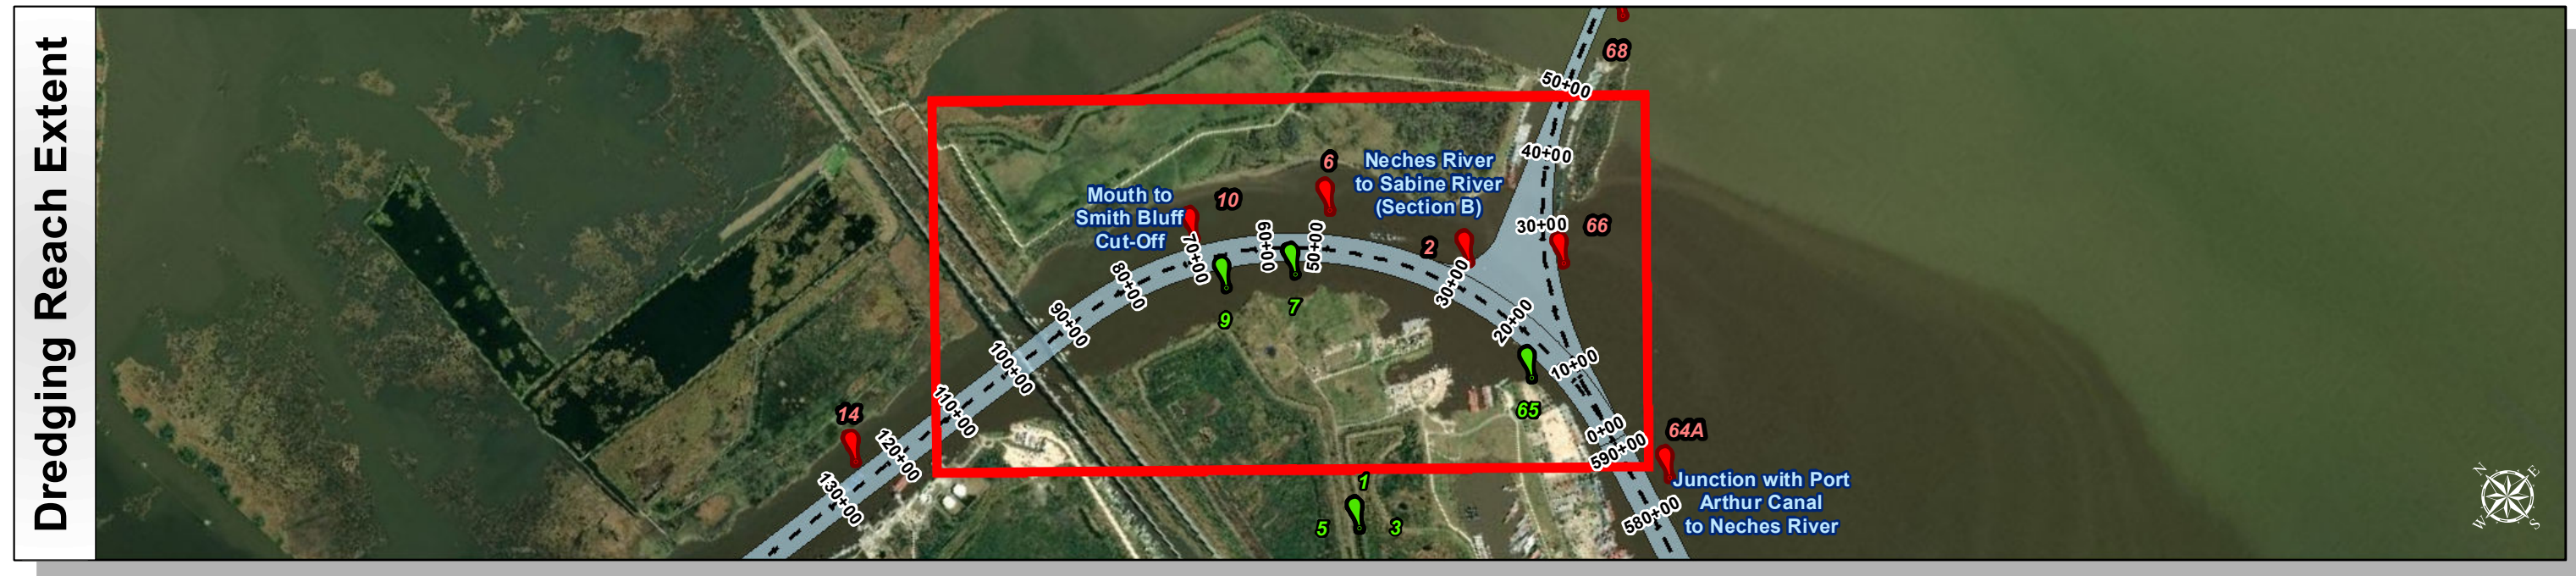 Dredging Reach Extent
68
50+00
40+00
6
Neches River
to Sabine River
(Section B)
Mouth to
Smith Bluff
Cut-Off
10
30+00
66
2
70+00
60+00
50+00
80+00
30+00
90+00
9
7
20+00
100+00
10+00
110+00
65
14
120+00
0+00
64A
590+00
130+00
1
5
3
580+00
Junction with Port
Arthur Canal
to Neches River
N
E
W
S